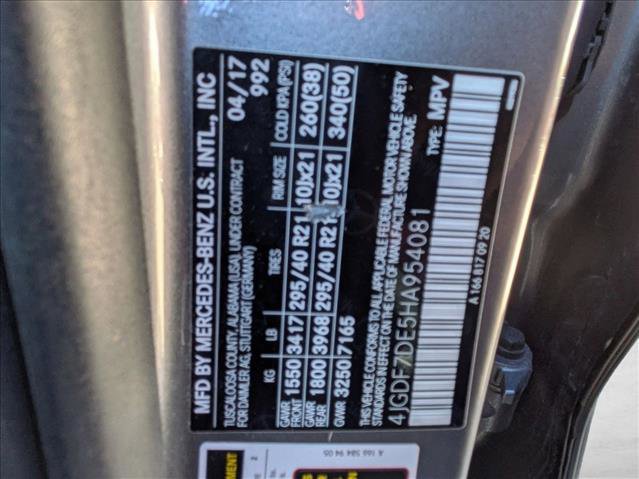 MFD BY MERCEDES-BENZ U.S. INTL., INC
TUSCALOOSA COUNTY, ALABAMA (USA), UNDER CONTRACT
FOR DAIMLER AG, STUTTGART (GERMANY)
04/17
992
KG LB TIRES RIM SIZE COLD KPA (PSI)
GAWR FRONT 1550 3417 295/40 R21 10Jx21 260(38)
GAWR REAR 1800 3968 295/40 R21 10Jx21 340(50)
GVWR 3250 7165
THIS VEHICLE CONFORMS TO ALL APPLICABLE FEDERAL MOTOR VEHICLE SAFETY
STANDARDS IN EFFECT ON THE DATE OF MANUFACTURE SHOWN ABOVE.
4JGDF7DE5HA954081 TYPE: MPV
A 166 817 09 20
A 166 584 94 05